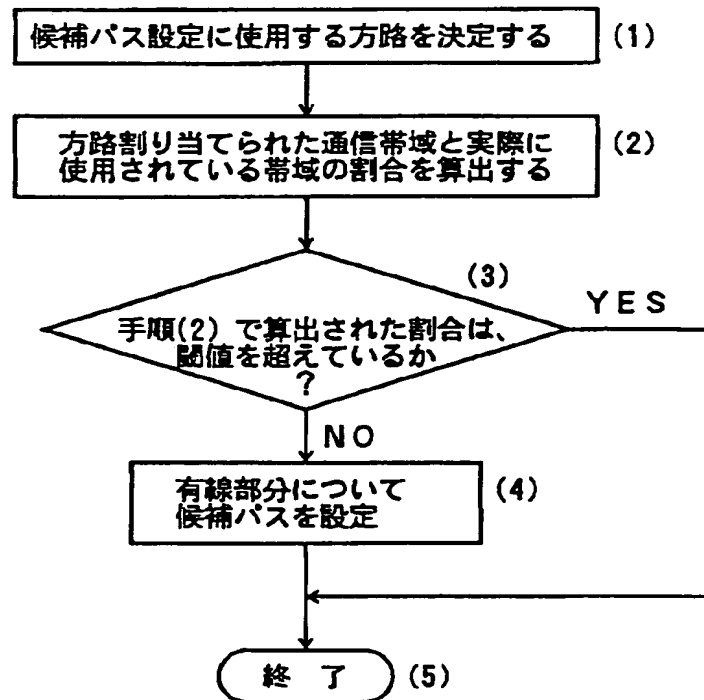 候補パス設定に使用する方路を決定する (1)
方路割り当てられた通信帯域と実際に (2)
使用されている帯域の割合を算出する
(3)
YES
手順(2) で算出された割合は、
閾値を超えているか
?
NO
有線部分について (4)
候補パスを設定
終 了 (5)